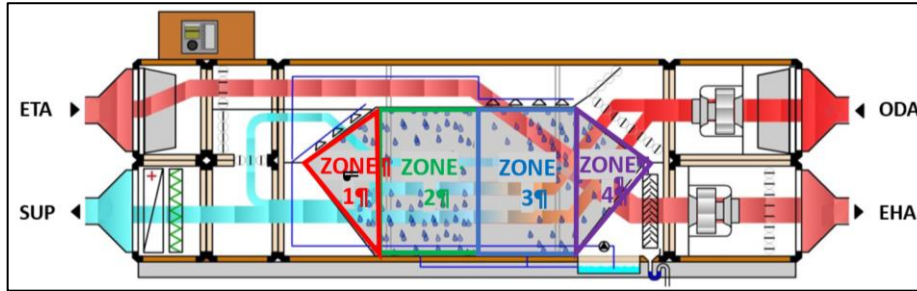 ETA
ODA
ZONE¶
1¶
ZONE¶
2¶
ZONE¶
3¶
ZONE¶
4¶
SUP
EHA
+